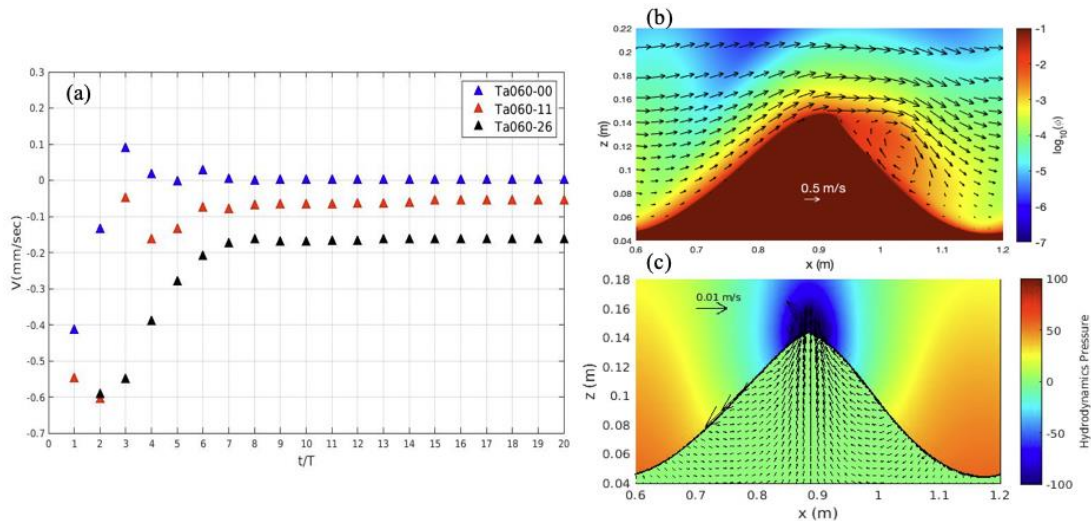 (a)
V(mm/sec)
0.3
0.2
0.1
0
-0.1
-0.2
-0.3
-0.4
-0.5
-0.6
-0.7
0 1 2 3 4 5 6 7 8 9 10 11 12 13 14 15 16 17 18 19 20
t/T
Ta060-00
Ta060-11
Ta060-26
(b)
z (m)
0.2
0.18
0.16
0.14
0.12
0.1
0.08
0.06
0.04
0.5 m/s
0.6 0.7 0.8 0.9 1 1.1 1.2
x (m)
-1
-2
-3
-4
-5
-6
-7
log10(ϕ)
(c)
z (m)
0.18
0.16
0.14
0.12
0.1
0.08
0.06
0.04
0.01 m/s
0.6 0.7 0.8 0.9 1 1.1 1.2
x (m)
100
50
0
-50
-100
Hydrodynamics Pressure